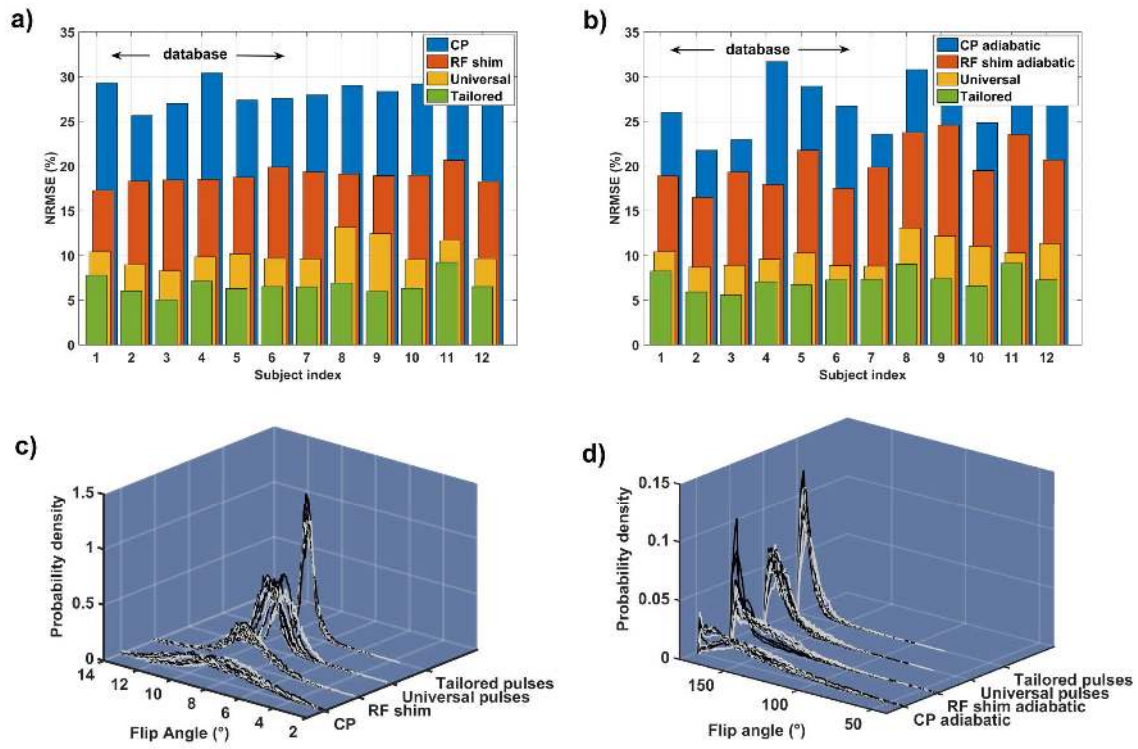 a)
35
30
25
20
15
10
5
0
NRMSE (%)
database
CP
RF shim
Universal
Tailored
1 2 3 4 5 6 7 8 9 10 11 12
Subject index
b)
35
30
25
20
15
10
5
0
NRMSE (%)
database
CP adiabatic
RF shim adiabatic
Universal
Tailored
1 2 3 4 5 6 7 8 9 10 11 12
Subject index
c)
1.5
1
0.5
0
Probability density
14 12 10 8 6 4 2
Flip Angle (°)
Tailored pulses
Universal pulses
RF shim
CP
d)
0.15
0.1
0.05
0
Probability density
150 100 50
Flip angle (°)
Tailored pulses
Universal pulses
RF shim adiabatic
CP adiabatic